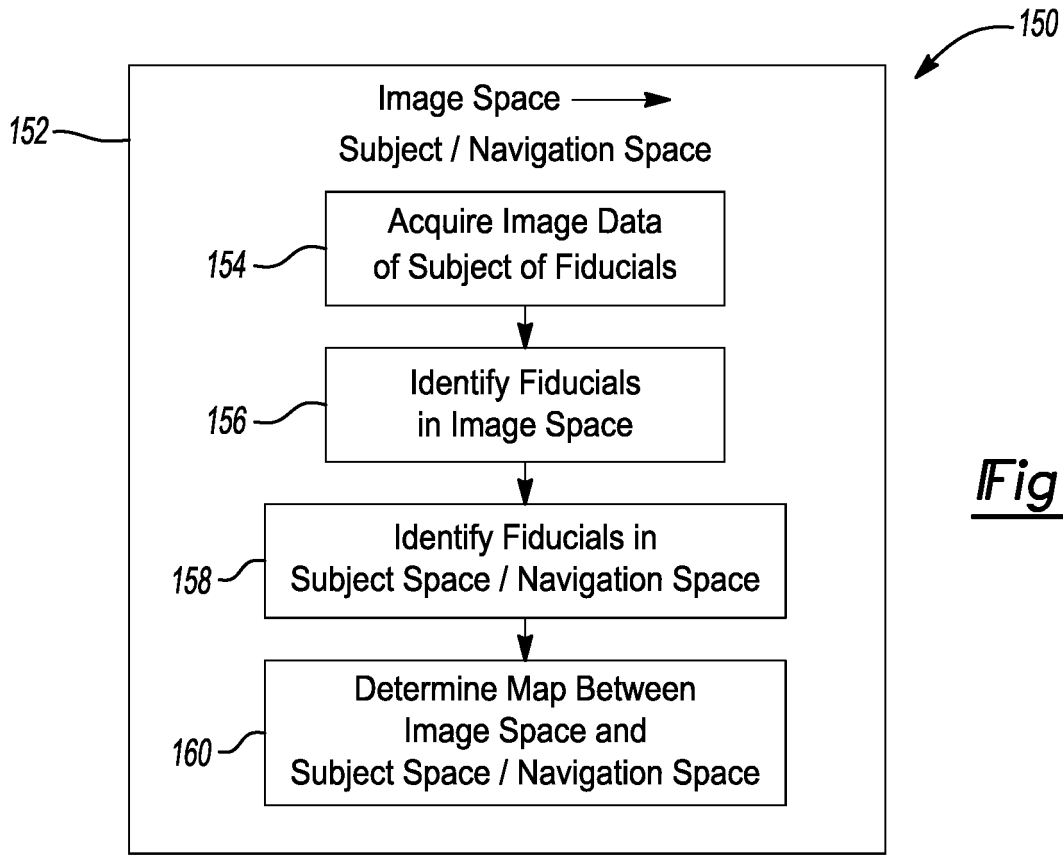 150
152
Image Space
Subject / Navigation Space
154
Acquire Image Data
of Subject of Fiducials
156
Identify Fiducials
in Image Space
Fig
158
Identify Fiducials in
Subject Space / Navigation Space
160
Determine Map Between
Image Space and
Subject Space / Navigation Space